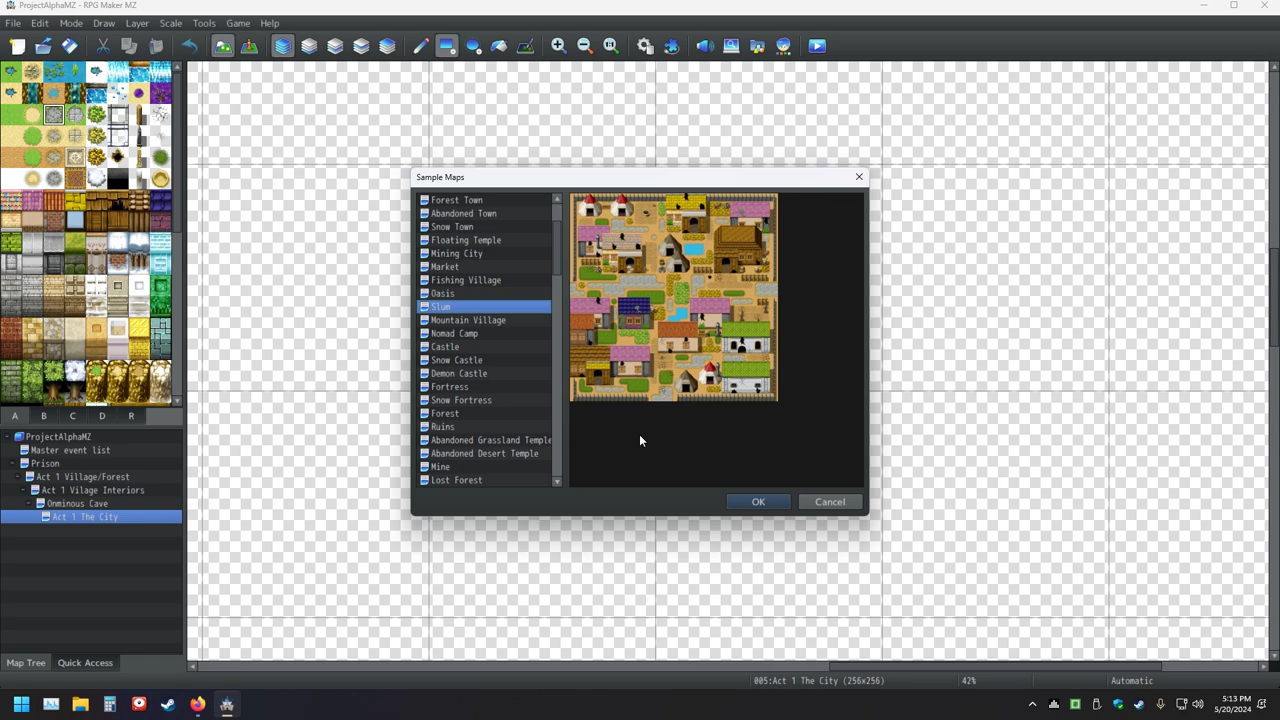 ProjectAlphaMZ - RPG Maker MZ
File Edit Mode Draw Layer Scale Tools Game Help
Sample Maps
Forest Town
Abandoned Town
Snow Town
Floating Temple
Mining City
Market
Fishing Village
Oasis
Slum
Mountain Village
Nomad Camp
Castle
Snow Castle
Demon Castle
Fortress
Snow Fortress
Forest
Ruins
Abandoned Grassland Temple
Abandoned Desert Temple
Mine
Lost Forest
OK Cancel
A B C D R
ProjectAlphaMZ
Master event list
Prison
Act 1 Village/Forest
Act 1 Vilage Interiors
Onminous Cave
Act 1 The City
Map Tree Quick Access
005:Act 1 The City (256x256) 42% Automatic
5:13 PM
5/20/2024